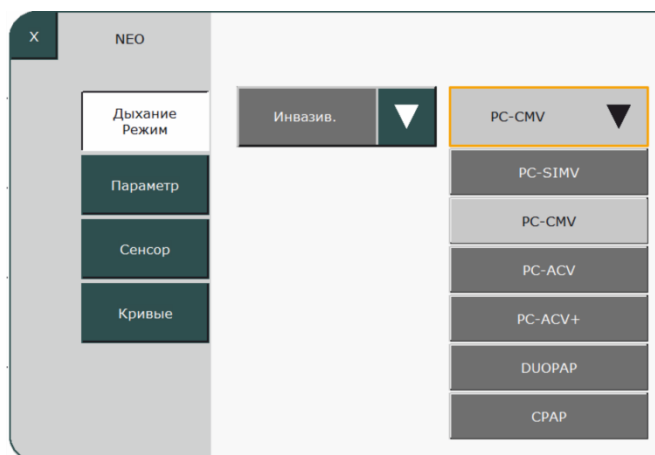 X
NEO
Дыхание
Режим
Параметр
Сенсор
Кривые
Инвазив.
PC-CMV
PC-SIMV
PC-CMV
PC-ACV
PC-ACV+
DUOPAP
CPAP